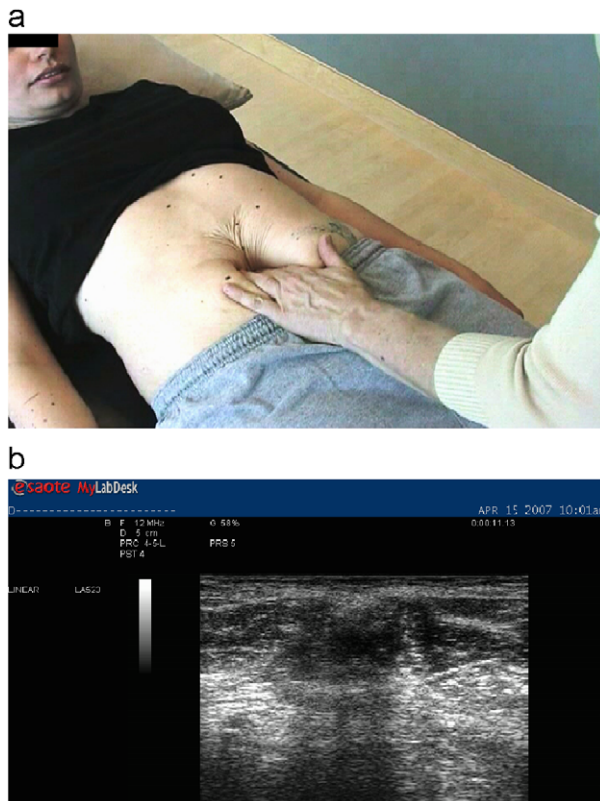 a
b
esaote MyLabDesk
APR 15 2007 10:01am
B F 12 MHz G 58% 0:00:11.13
D 5 cm
PRC 4-5-L PRS 5
PST 4
LINEAR LA523